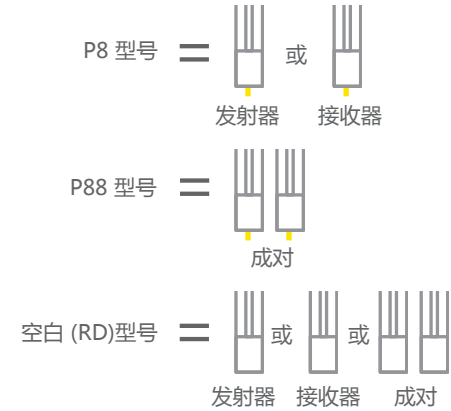 P8 型号 = 或
发射器 接收器
P88 型号 =
成对
空白 (RD)型号 = 或 或
发射器 接收器 成对